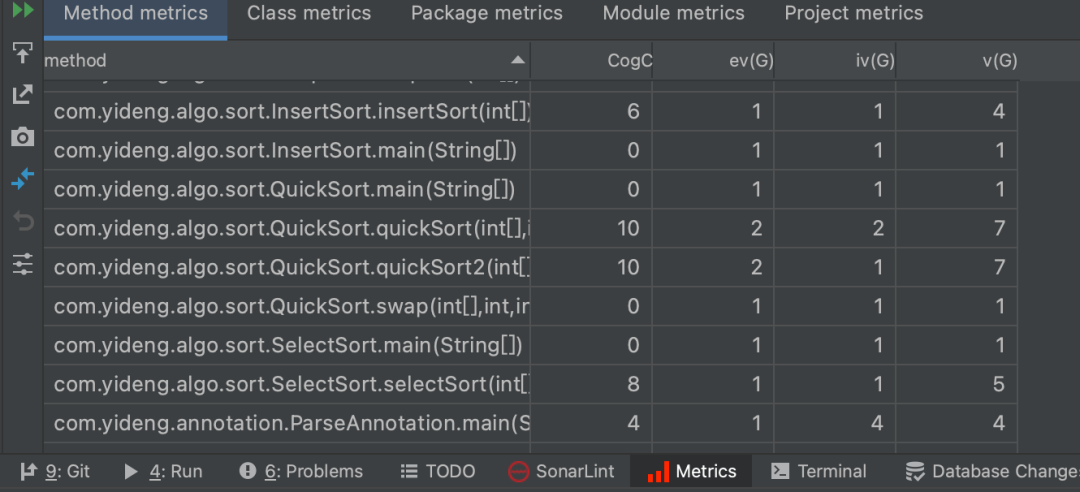 Method metrics Class metrics Package metrics Module metrics Project metrics
method CogC ev(G) iv(G) v(G)
com.yideng.algo.sort.InsertSort.insertSort(int[]) 6 1 1 4
com.yideng.algo.sort.InsertSort.main(String[]) 0 1 1 1
com.yideng.algo.sort.QuickSort.main(String[]) 0 1 1 1
com.yideng.algo.sort.QuickSort.quickSort(int[],i 10 2 2 7
com.yideng.algo.sort.QuickSort.quickSort2(int[] 10 2 1 7
com.yideng.algo.sort.QuickSort.swap(int[],int,in 0 1 1 1
com.yideng.algo.sort.SelectSort.main(String[]) 0 1 1 1
com.yideng.algo.sort.SelectSort.selectSort(int[] 8 1 1 5
com.yideng.annotation.ParseAnnotation.main(S 4 1 4 4
9: Git 4: Run 6: Problems TODO SonarLint Metrics Terminal Database Change